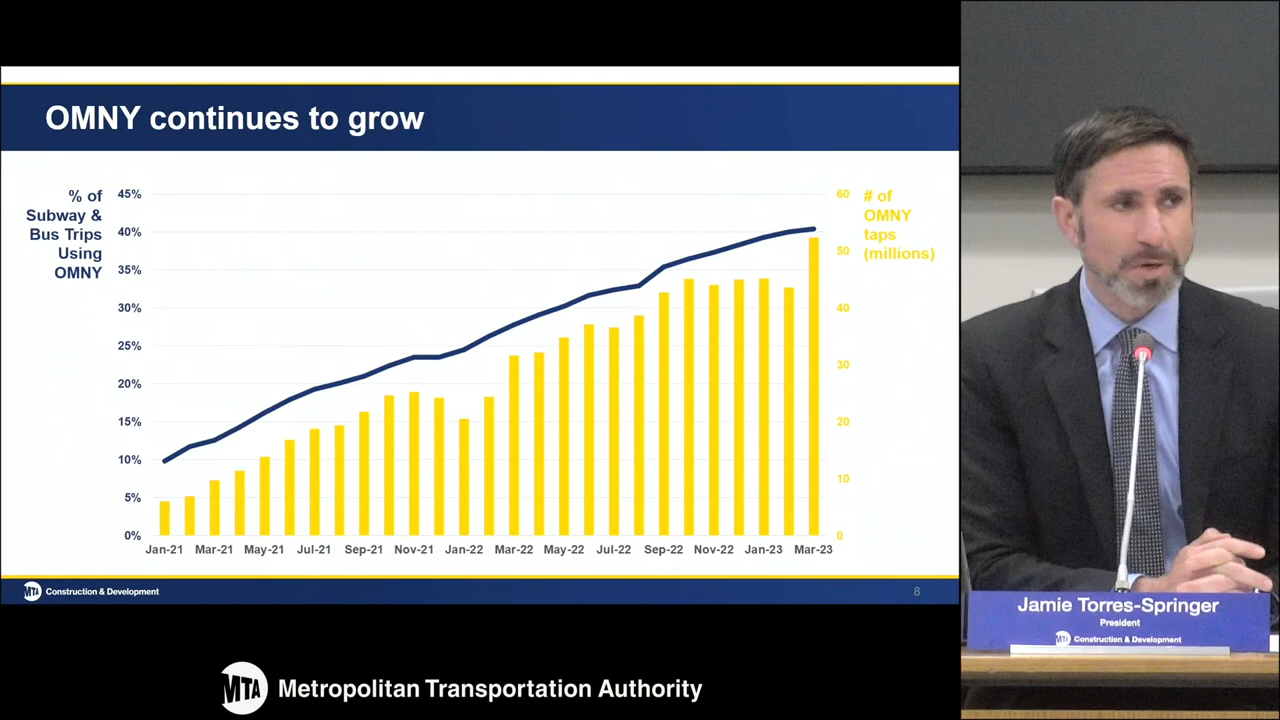 OMNY continues to grow
% of
Subway &
Bus Trips
Using
OMNY
45%
40%
35%
30%
25%
20%
15%
10%
5%
0%
60
50
40
30
20
10
0
# of
OMNY
taps
(millions)
Jan-21 Mar-21 May-21 Jul-21 Sep-21 Nov-21 Jan-22 Mar-22 May-22 Jul-22 Sep-22 Nov-22 Jan-23 Mar-23
MTA Construction & Development
8
Jamie Torres-Springer
President
MTA Construction & Development
MTA Metropolitan Transportation Authority